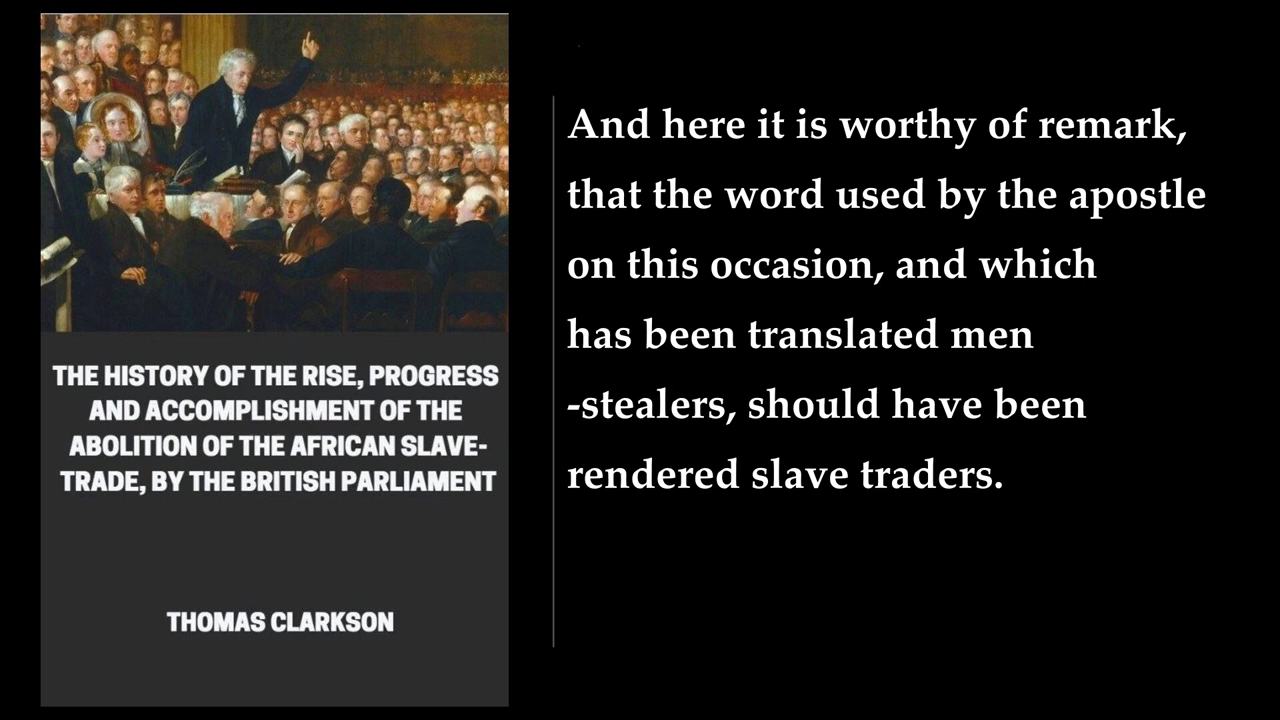 THE HISTORY OF THE RISE, PROGRESS
AND ACCOMPLISHMENT OF THE
ABOLITION OF THE AFRICAN SLAVE-
TRADE, BY THE BRITISH PARLIAMENT
THOMAS CLARKSON
And here it is worthy of remark,
that the word used by the apostle
on this occasion, and which
has been translated men
-stealers, should have been
rendered slave traders.